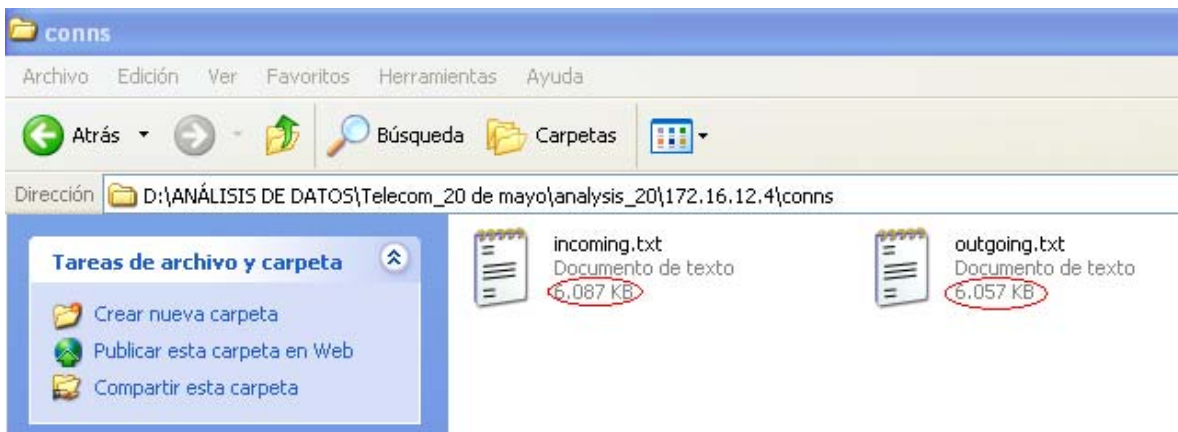 conns
Archivo Edición Ver Favoritos Herramientas Ayuda
Atrás Búsqueda Carpetas
Dirección D:\ANÁLISIS DE DATOS\Telecom_20 de mayo\analysis_20\172.16.12.4\conns
Tareas de archivo y carpeta
Crear nueva carpeta
Publicar esta carpeta en Web
Compartir esta carpeta
incoming.txt
Documento de texto
6.087 KB
outgoing.txt
Documento de texto
6.057 KB